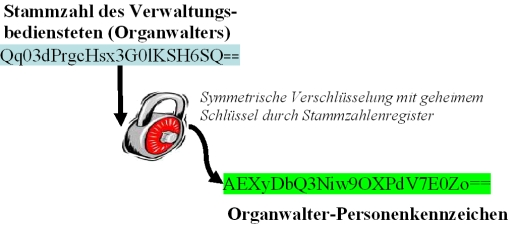 Stammzahl des Verwaltungs-
bediensteten (Organwalters)
Qq03dPrgcHsx3G0lKSH6SQ==
Symmetrische Verschlüsselung mit geheimem
Schlüssel durch Stammzahlenregister
AEXyDbQ3Niw9OXPdV7E0Zo==
Organwalter-Personenkennzeichen